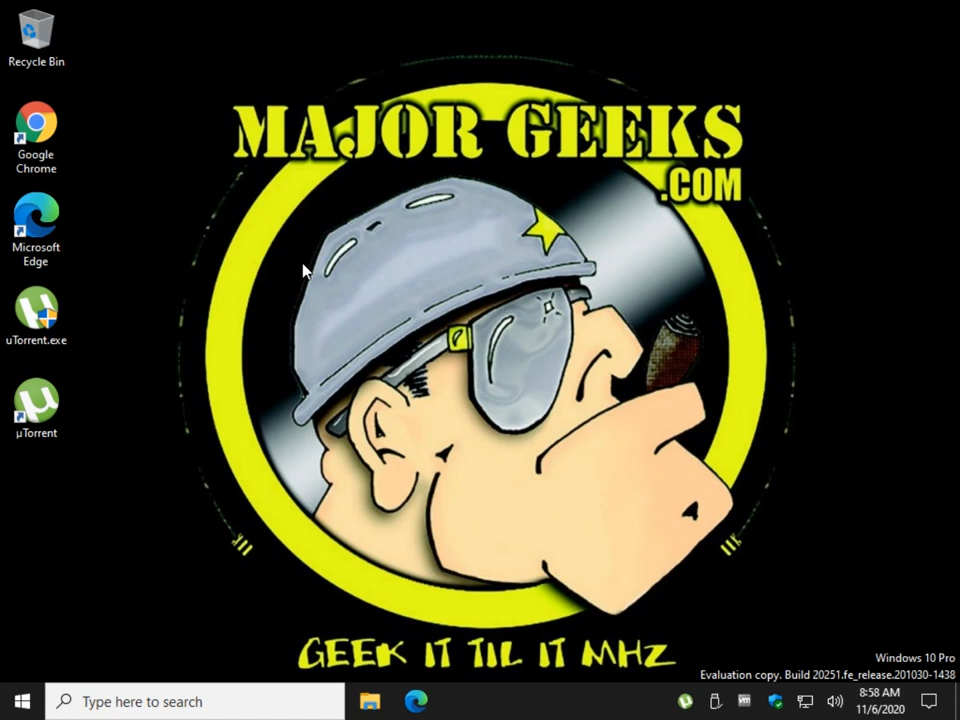 Recycle Bin
Google
Chrome
Microsoft
Edge
uTorrent.exe
µTorrent
MAJOR GEEKS
.COM
GEEK IT TIL IT MHZ
Windows 10 Pro
Evaluation copy. Build 20251.fe_release.201030-1438
Type here to search
vm
8:58 AM
11/6/2020